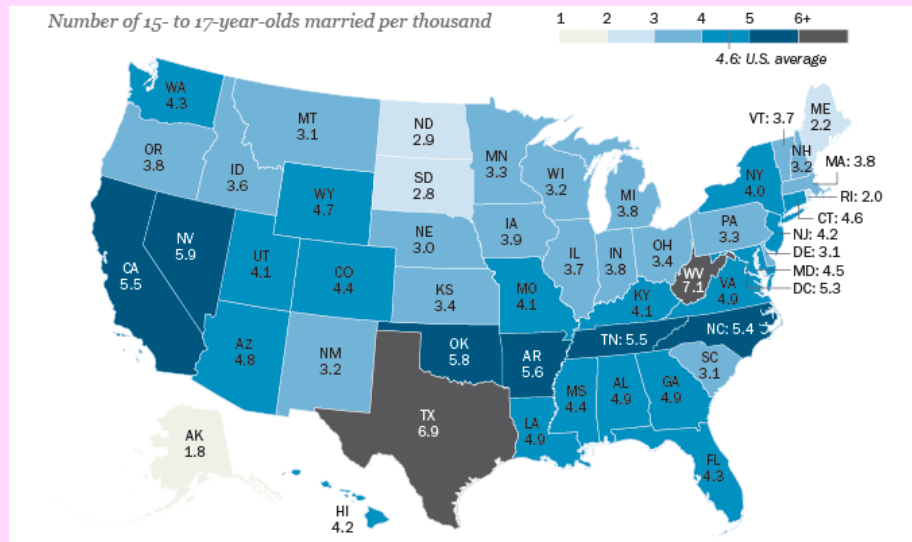 Number of 15- to 17-year-olds married per thousand
1 2 3 4 5 6+
4.6: U.S. average
WA
4.3
OR
3.8
CA
5.5
NV
5.9
ID
3.6
MT
3.1
WY
4.7
UT
4.1
CO
4.4
AZ
4.8
NM
3.2
ND
2.9
SD
2.8
NE
3.0
KS
3.4
OK
5.8
TX
6.9
MN
3.3
IA
3.9
MO
4.1
AR
5.6
LA
4.9
WI
3.2
IL
3.7
MI
3.8
IN
3.8
OH
3.4
KY
4.1
TN: 5.5
MS
4.4
AL
4.9
GA
4.9
FL
4.3
SC
3.1
NC: 5.4
VA
4.9
WV
7.1
PA
3.3
NY
4.0
VT: 3.7
NH
3.2
ME
2.2
MA: 3.8
RI: 2.0
CT: 4.6
NJ: 4.2
DE: 3.1
MD: 4.5
DC: 5.3
AK
1.8
HI
4.2